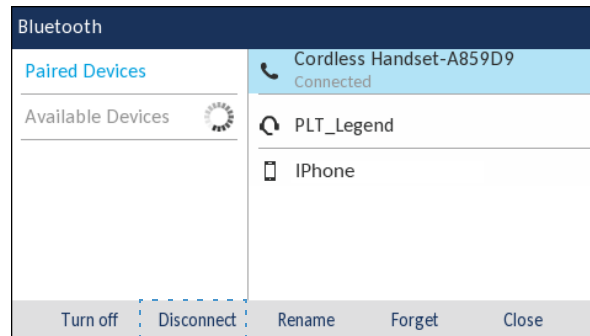 Bluetooth
Paired Devices
Available Devices
Cordless Handset-A859D9
Connected
PLT_Legend
IPhone
Turn off Disconnect Rename Forget Close